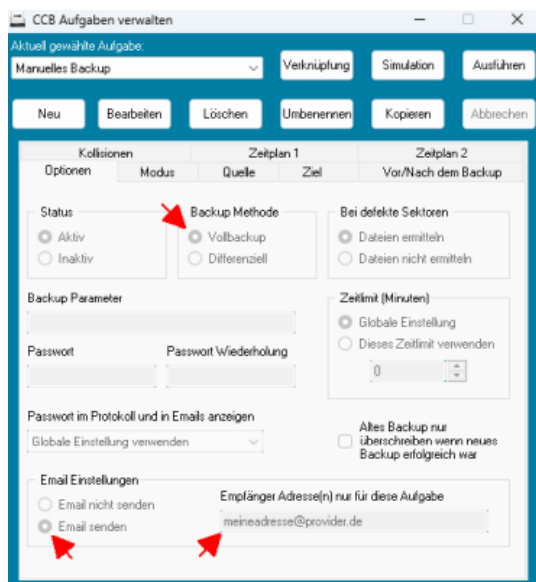 CCB Aufgaben verwalten
Aktuell gewählte Aufgabe:
Manuelles Backup
Verknüpfung Simulation Ausführen
Neu Bearbeiten Löschen Umbenennen Kopieren Abbrechen
Kollisionen Zeitplan 1 Zeitplan 2
Optionen Modus Quelle Ziel Vor/Nach dem Backup
Status Backup Methode Bei defekte Sektoren
Aktiv Vollbackup Dateien ermitteln
Inaktiv Differenziell Dateien nicht ermitteln
Backup Parameter Zeitlimit (Minuten)
Globale Einstellung
Passwort Passwort Wiederholung Dieses Zeitlimit verwenden
0
Passwort im Protokoll und in Emails anzeigen
Globale Einstellung verwenden
Altes Backup nur
überschreiben wenn neues
Backup erfolgreich war
Email Einstellungen
Email nicht senden Empfänger Adresse(n) nur für diese Aufgabe
Email senden meineadresse@provider.de